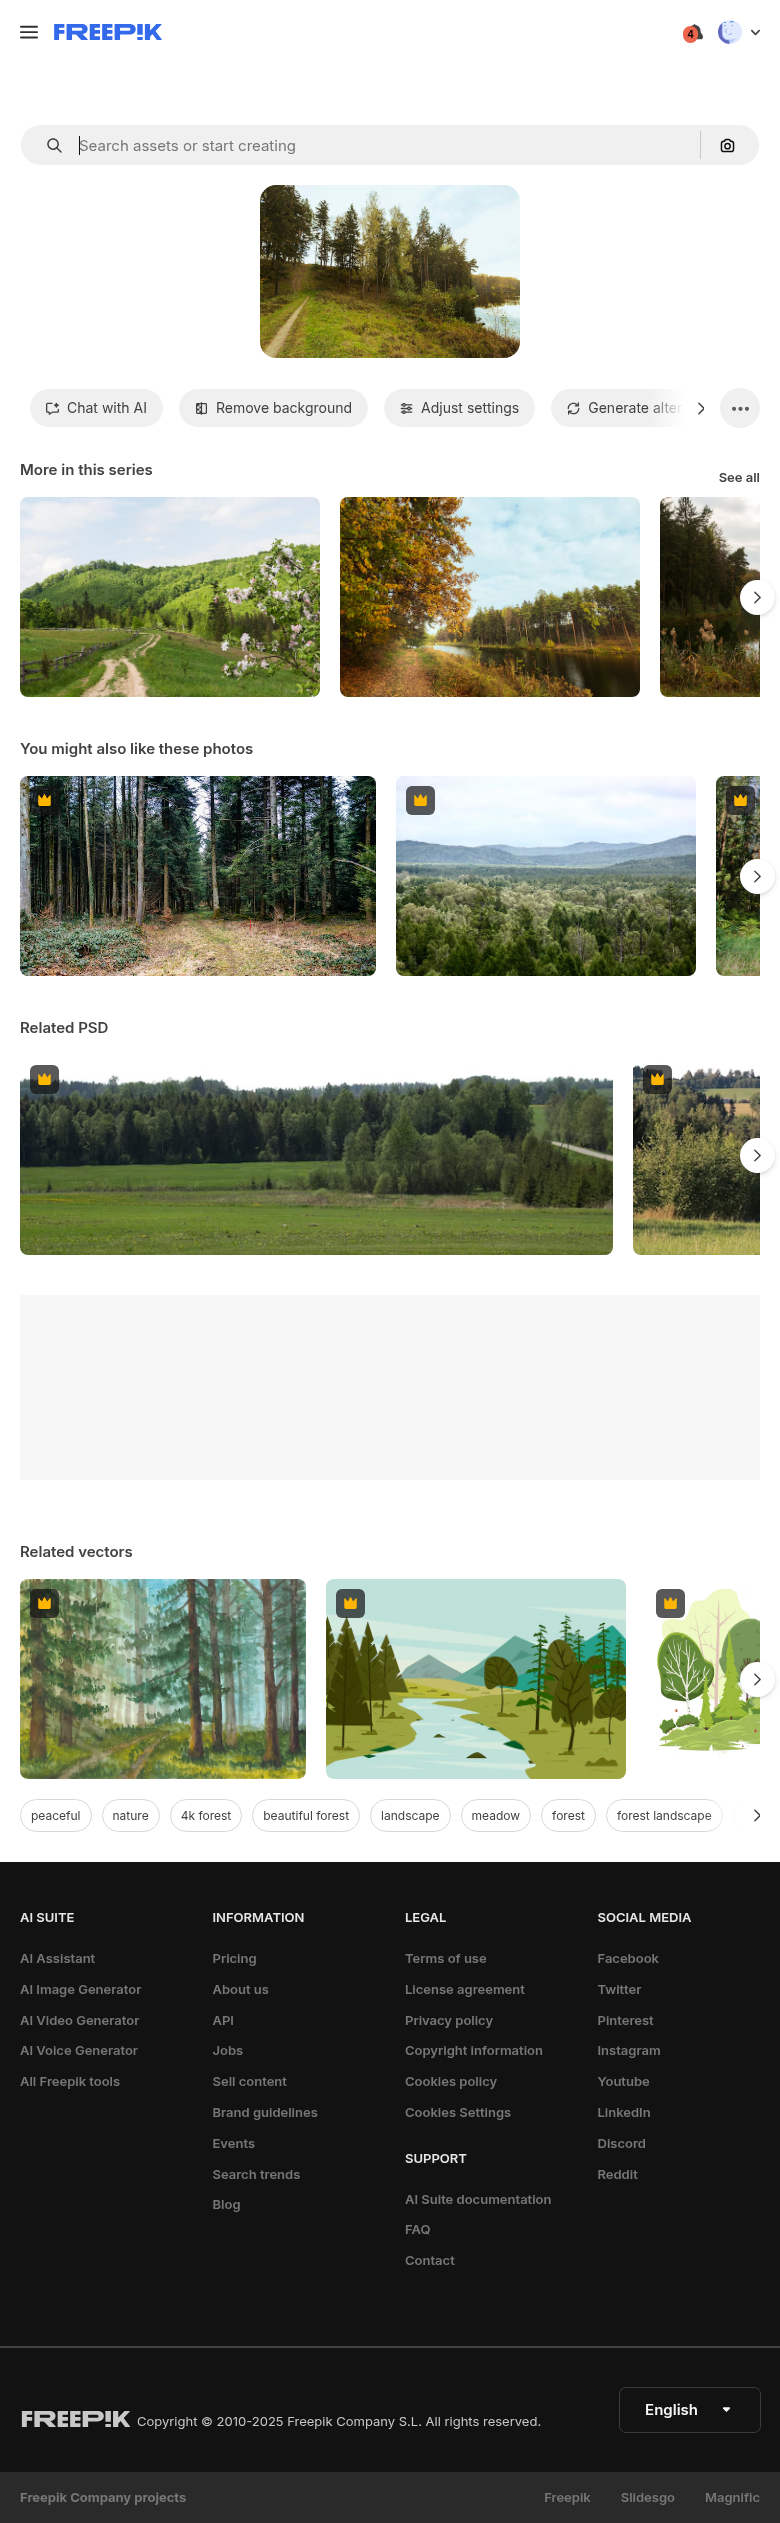 FREEPIK
4
Search assets or start creating
Chat with AI
Remove background
Adjust settings
Generate alter
More in this series
See all
You might also like these photos
Related PSD
Related vectors
peaceful
nature
4k forest
beautiful forest
landscape
meadow
forest
forest landscape
AI SUITE
AI Assistant
AI Image Generator
AI Video Generator
AI Voice Generator
All Freepik tools
INFORMATION
Pricing
About us
API
Jobs
Sell content
Brand guidelines
Events
Search trends
Blog
LEGAL
Terms of use
License agreement
Privacy policy
Copyright information
Cookies policy
Cookies Settings
SUPPORT
AI Suite documentation
FAQ
Contact
SOCIAL MEDIA
Facebook
Twitter
Pinterest
Instagram
Youtube
LinkedIn
Discord
Reddit
FREEPIK Copyright © 2010-2025 Freepik Company S.L. All rights reserved.
English
Freepik Company projects
Freepik
Slidesgo
Magnific